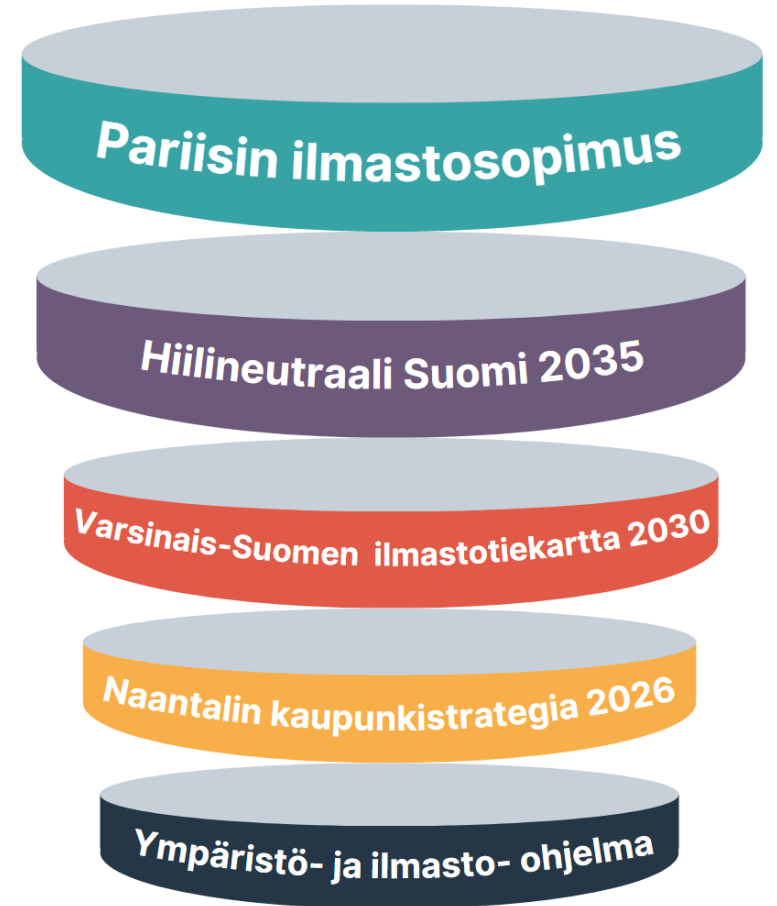 Pariisin ilmastosopimus
Hiilineutraali Suomi 2035
Varsinais-Suomen ilmastotiekartta 2030
Naantalin kaupunkistrategia 2026
Ympäristö- ja ilmasto- ohjelma